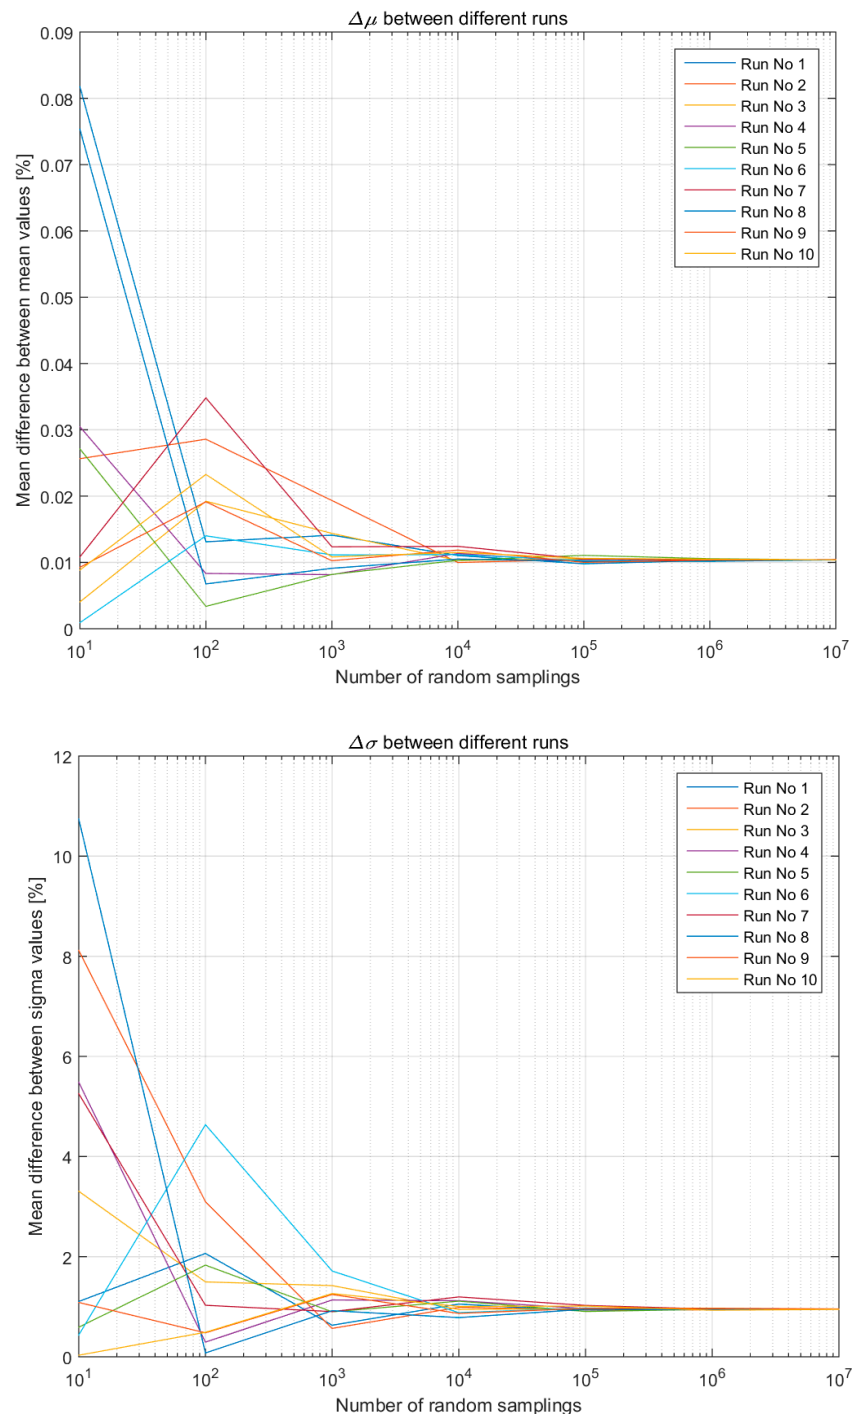 Δμ between different runs
Mean difference between mean values [%]
0.09
0.08
0.07
0.06
0.05
0.04
0.03
0.02
0.01
0
10^1 10^2 10^3 10^4 10^5 10^6 10^7
Number of random samplings
Run No 1
Run No 2
Run No 3
Run No 4
Run No 5
Run No 6
Run No 7
Run No 8
Run No 9
Run No 10
Δσ between different runs
Mean difference between sigma values [%]
12
10
8
6
4
2
0
10^1 10^2 10^3 10^4 10^5 10^6 10^7
Number of random samplings
Run No 1
Run No 2
Run No 3
Run No 4
Run No 5
Run No 6
Run No 7
Run No 8
Run No 9
Run No 10